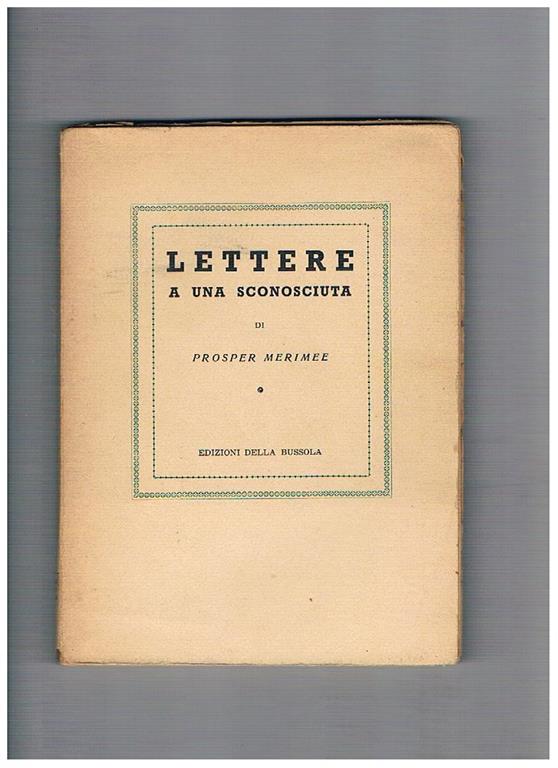 LETTERE
A UNA SCONOSCIUTA
DI
PROSPER MERIMEE
EDIZIONI DELLA BUSSOLA